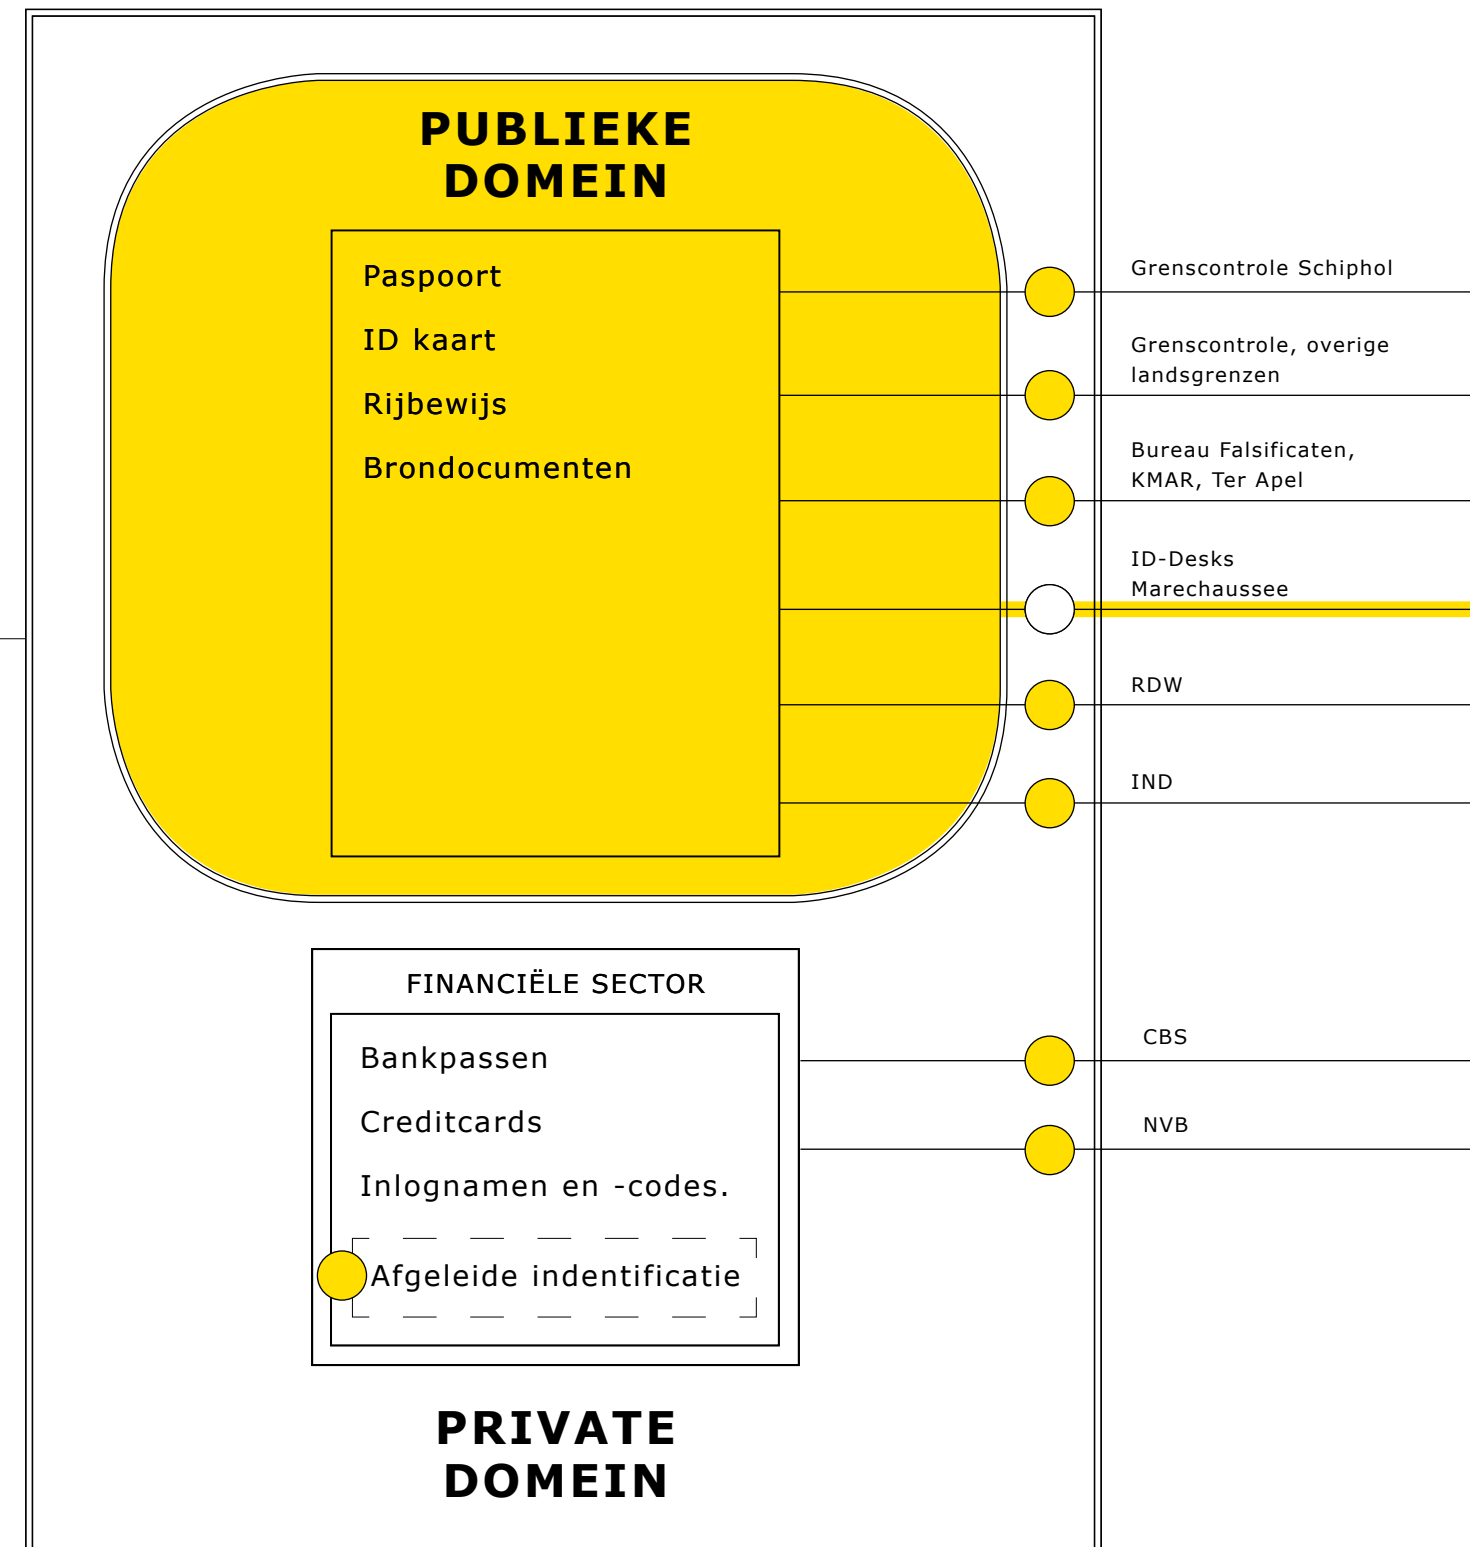 PUBLIEKE
DOMEIN
Paspoort
ID kaart
Rijbewijs
Brondocumenten
Grenscontrole Schiphol
Grenscontrole, overige
landsgrenzen
Bureau Falsificaten,
KMAR, Ter Apel
ID-Desks
Marechaussee
RDW
IND
FINANCIËLE SECTOR
Bankpassen
Creditcards
Inlognamen en -codes.
Afgeleide indentificatie
CBS
NVB
PRIVATE
DOMEIN